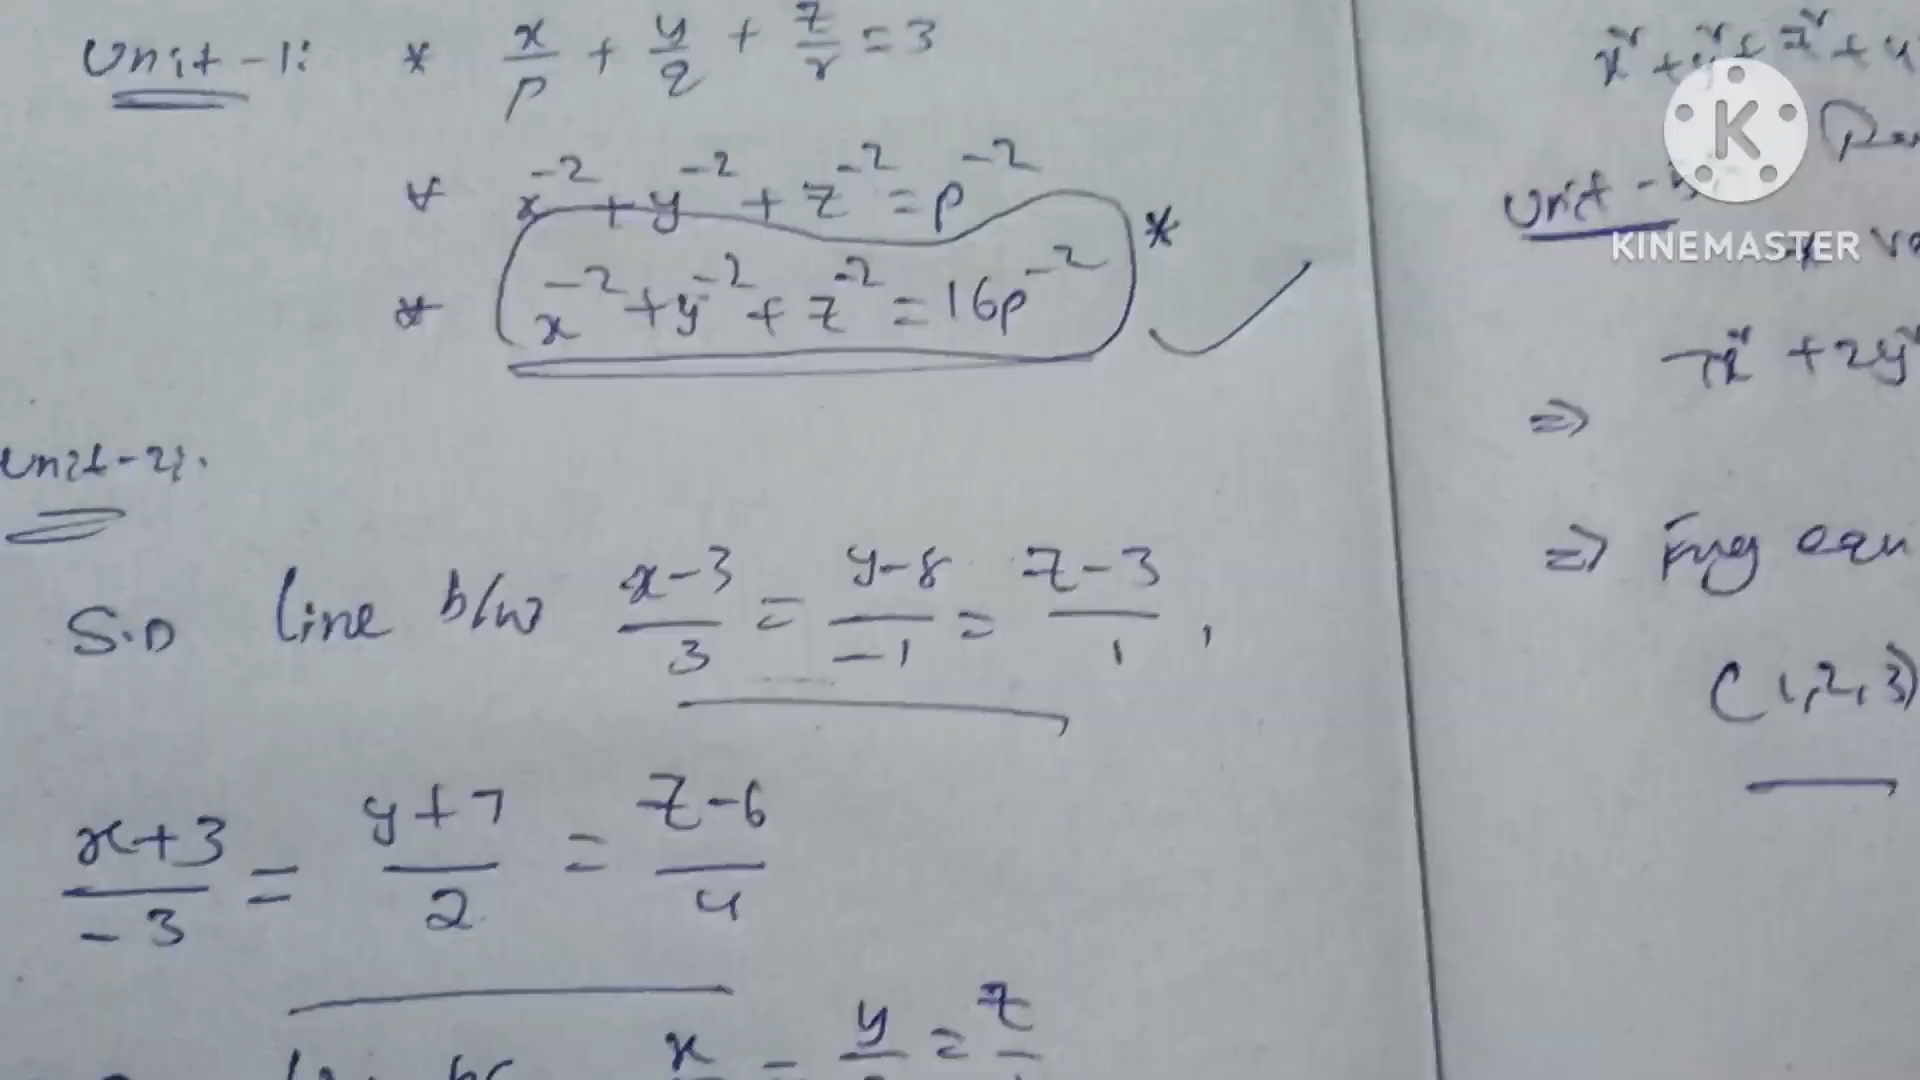 Unit-1: * x/p + y/q + z/r = 3
* x^-2 + y^-2 + z^-2 = p^-2
* x^-2 + y^-2 + z^-2 = 16p^-2 *
Unit-2:
S.D line b/w x-3/3 = y-8/-1 = z-3/1 ,
x+3/-3 = y+7/2 = z-6/4
x = y = z
K
KINEMASTER
Unit -
⇒
+ 2y
⇒ eqn
(1,2,3)